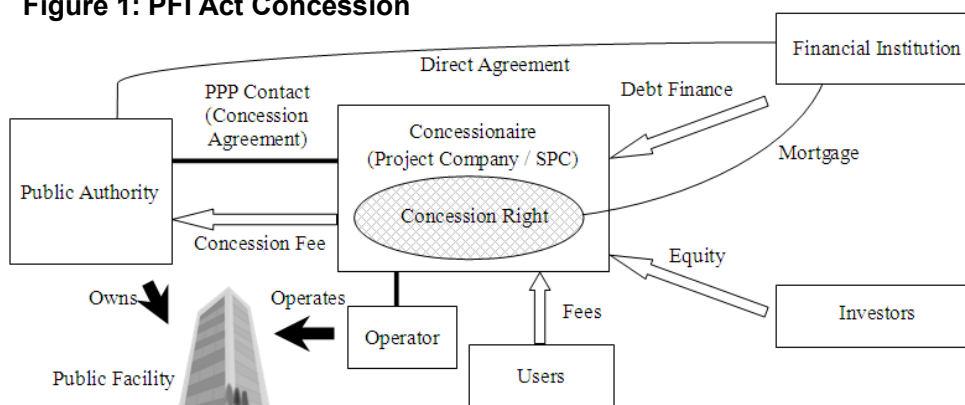 Figure 1: PFI Act Concession
Financial Institution
Direct Agreement
Debt Finance
PPP Contact
(Concession
Agreement)
Concessionaire
(Project Company / SPC)
Mortgage
Public Authority
Concession Right
Concession Fee
Equity
Owns
Operates
Fees
Investors
Operator
Public Facility
Users